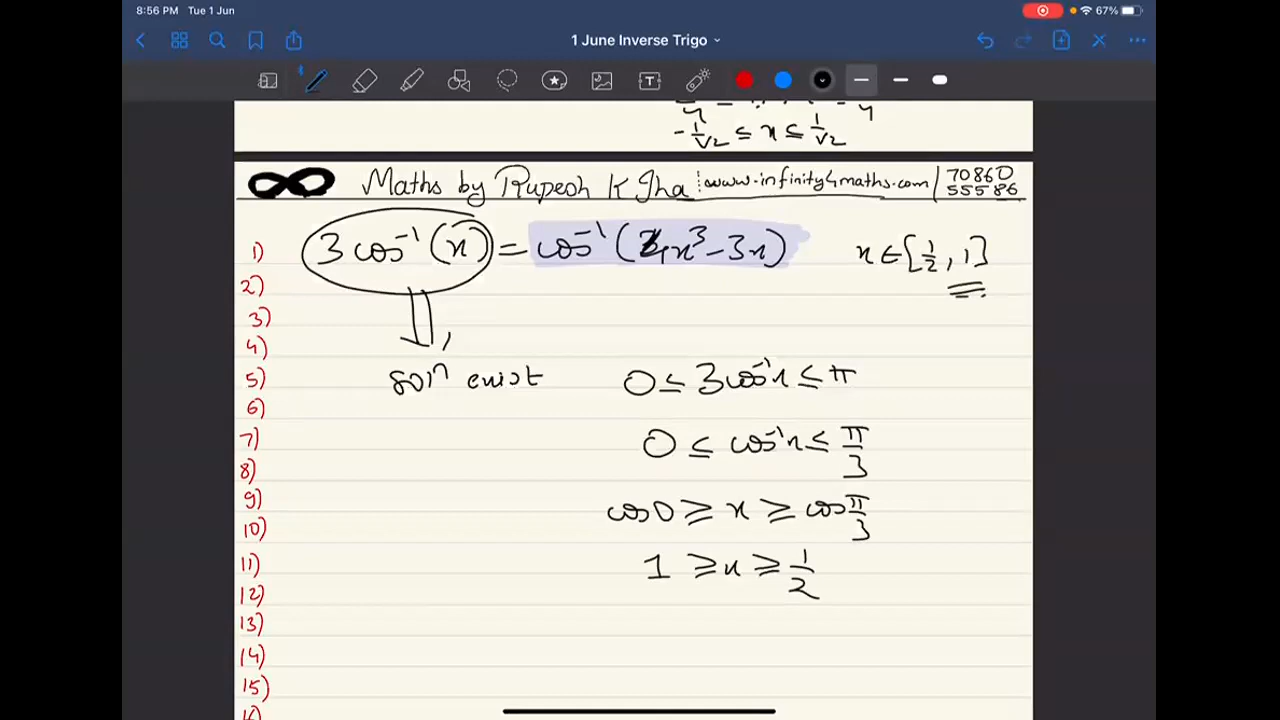 8:56 PM Tue 1 Jun 67%
1 June Inverse Trigo
T
-1/√2 ≤ x ≤ 1/√2
Maths by Rupesh K Jha www.infinity4maths.com 70860 55586
1) 3 cos⁻¹(x) = cos⁻¹(4x³-3x) x ∈ [1/2, 1]
2)
3)
4)
5) solⁿ exist 0 ≤ 3cos⁻¹x ≤ π
6)
7) 0 ≤ cos⁻¹x ≤ π/3
8)
9) cos0 ≥ x ≥ cos π/3
10)
11) 1 ≥ x ≥ 1/2
12)
13)
14)
15)